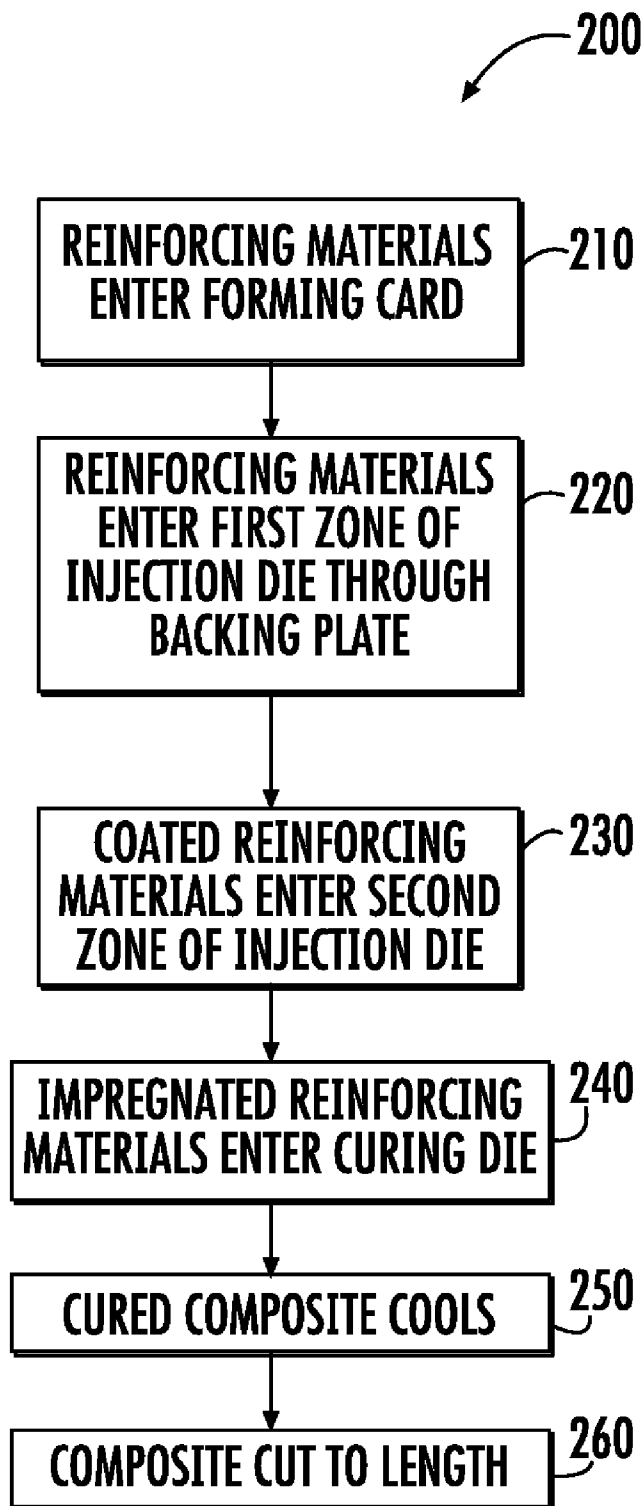 200
REINFORCING MATERIALS
ENTER FORMING CARD
210
REINFORCING MATERIALS
ENTER FIRST ZONE OF
INJECTION DIE THROUGH
BACKING PLATE
220
COATED REINFORCING
MATERIALS ENTER SECOND
ZONE OF INJECTION DIE
230
IMPREGNATED REINFORCING
MATERIALS ENTER CURING DIE
240
CURED COMPOSITE COOLS
250
COMPOSITE CUT TO LENGTH
260